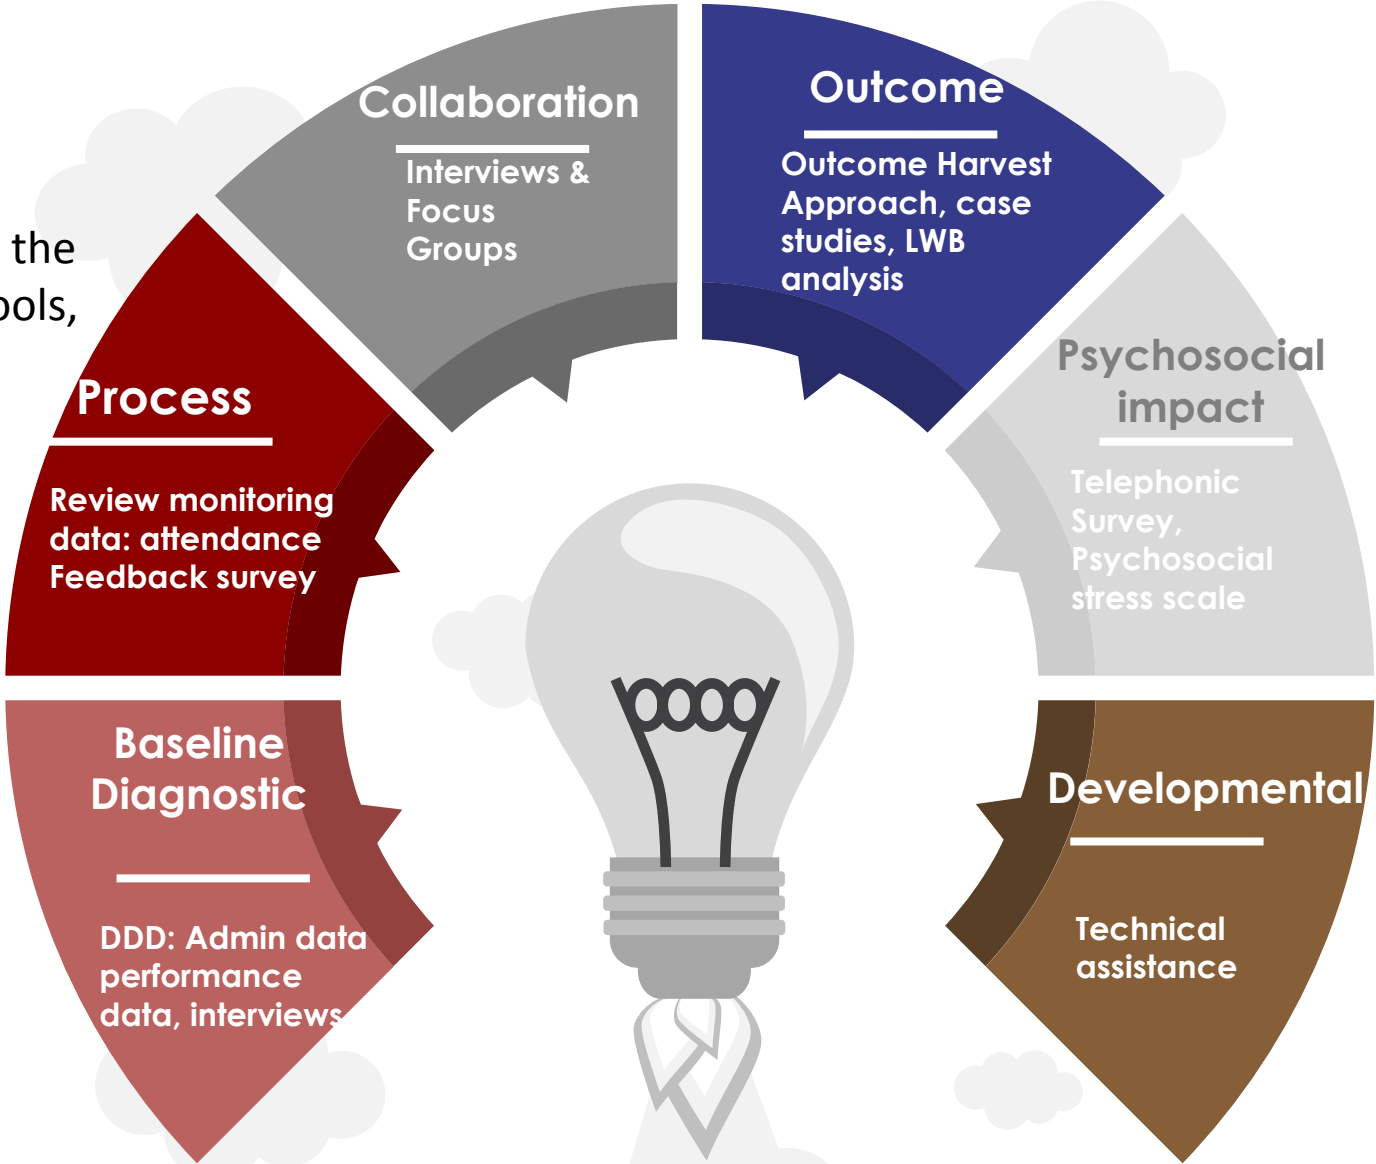 the
ools,
Collaboration
Interviews &
Focus
Groups
Outcome
Outcome Harvest
Approach, case
studies, LWB
analysis
Process
Review monitoring
data: attendance
Feedback survey
Psychosocial
impact
Telephonic
Survey,
Psychosocial
stress scale
Baseline
Diagnostic
DDD: Admin data
performance
data, interviews
Developmental
Technical
assistance